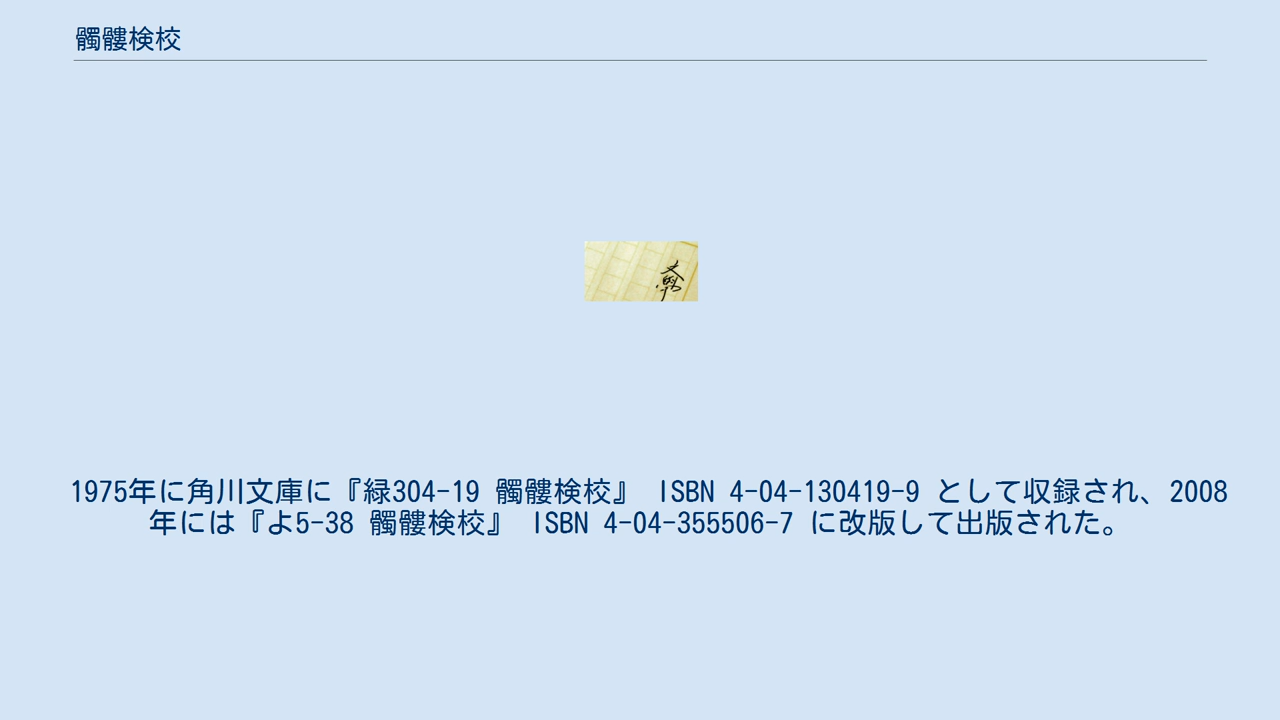 髑髏検校
1975年に角川文庫に『緑304-19 髑髏検校』 ISBN 4-04-130419-9 として収録され、2008
年には『よ5-38 髑髏検校』 ISBN 4-04-355506-7 に改版して出版された。